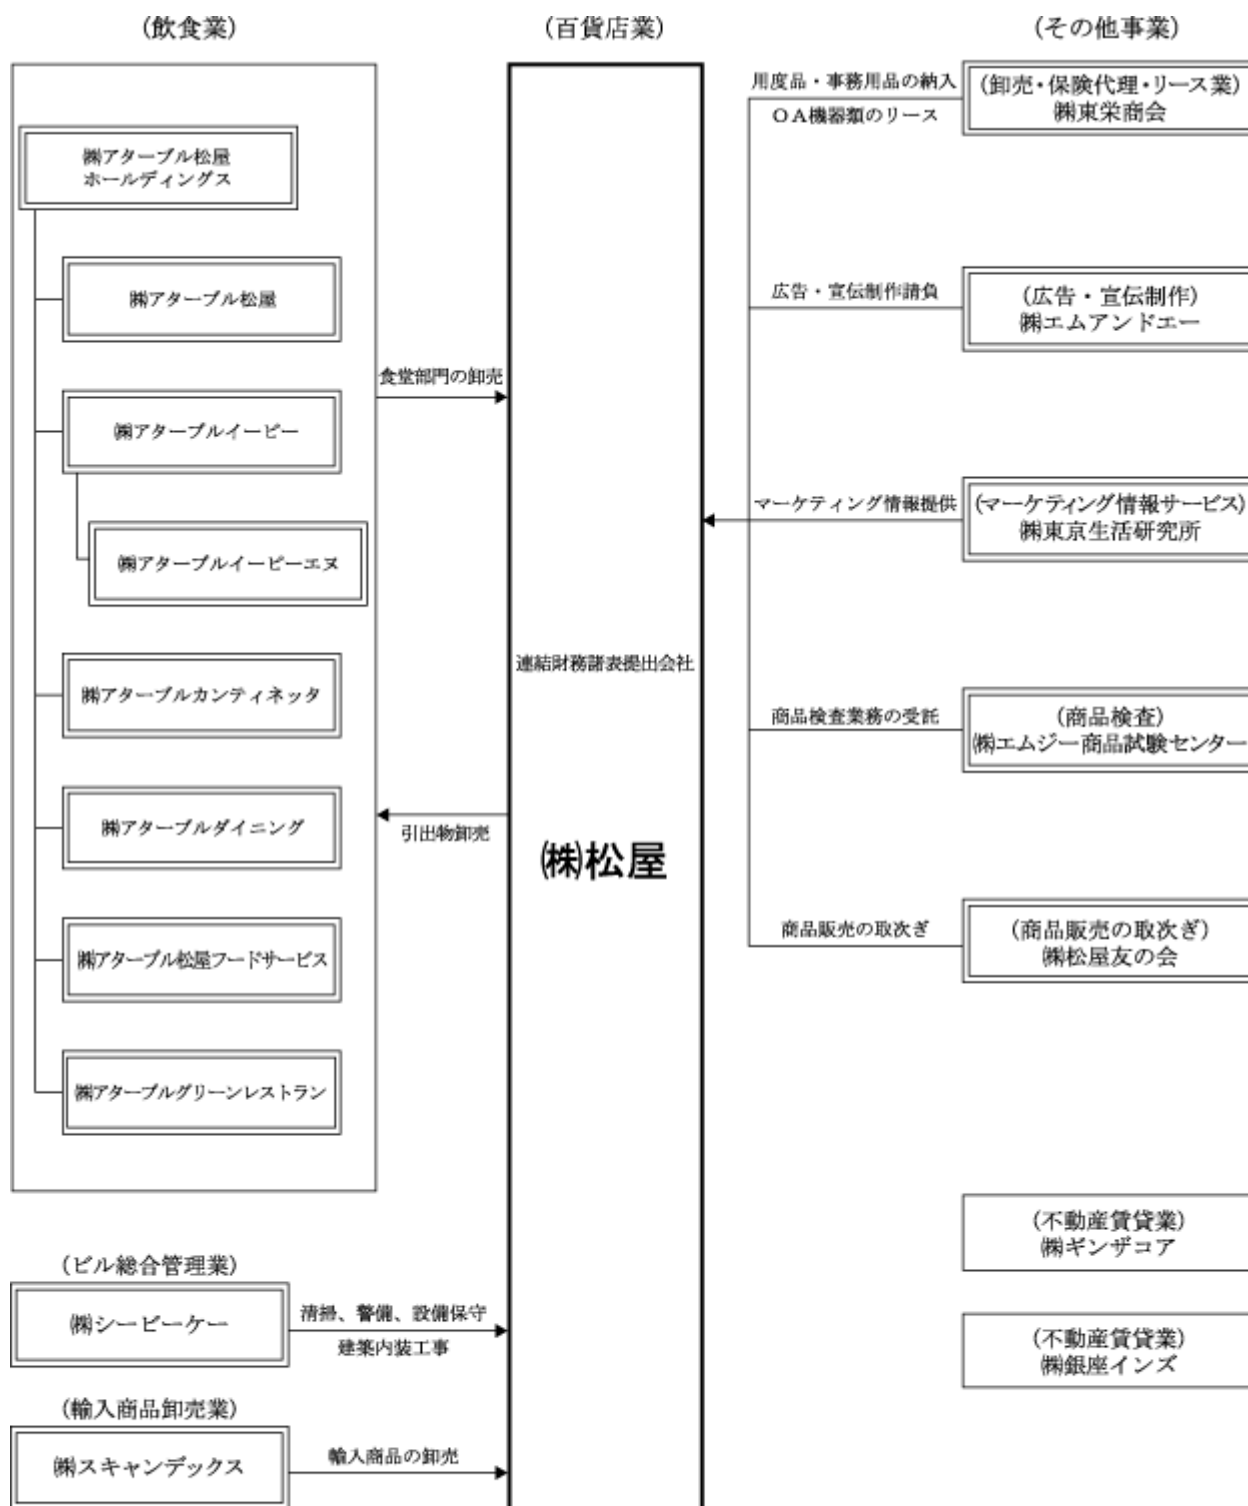 (飲食業)
(百貨店業)
(その他事業)
㈱アターブル松屋
ホールディングス
㈱アターブル松屋
㈱アターブルイーピー
㈱アターブルイーピーエヌ
㈱アターブルカンティネッタ
㈱アターブルダイニング
㈱アターブル松屋フードサービス
㈱アターブルグリーンレストラン
食堂部門の卸売
引出物卸売
連結財務諸表提出会社
㈱松屋
用度品・事務用品の納入
OA機器類のリース
(卸売・保険代理・リース業)
㈱東栄商会
広告・宣伝制作請負
(広告・宣伝制作)
㈱エムアンドエー
マーケティング情報提供
(マーケティング情報サービス)
㈱東京生活研究所
商品検査業務の受託
(商品検査)
㈱エムジー商品試験センター
商品販売の取次ぎ
(商品販売の取次ぎ)
㈱松屋友の会
(不動産賃貸業)
㈱ギンザコア
(不動産賃貸業)
㈱銀座インズ
(ビル総合管理業)
㈱シービーケー
清掃、警備、設備保守
建築内装工事
(輸入商品卸売業)
㈱スキャンデックス
輸入商品の卸売